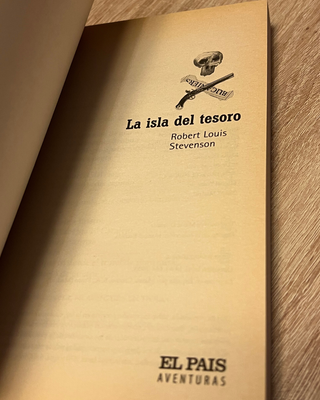 La isla del tesoro
Robert Louis
Stevenson
EL PAIS
AVENTURAS